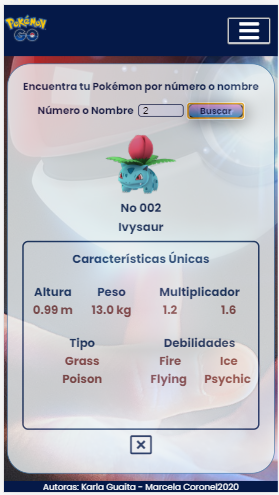 POKÉMON
GO
Encuentra tu Pokémon por número o nombre
Número o Nombre 2 Buscar
No 002
Ivysaur
Características Únicas
Altura Peso Multiplicador
0.99 m 13.0 kg 1.2 1.6
Tipo Debilidades
Grass Fire Ice
Poison Flying Psychic
x
Autoras: Karla Guaita - Marcela Coronel2020